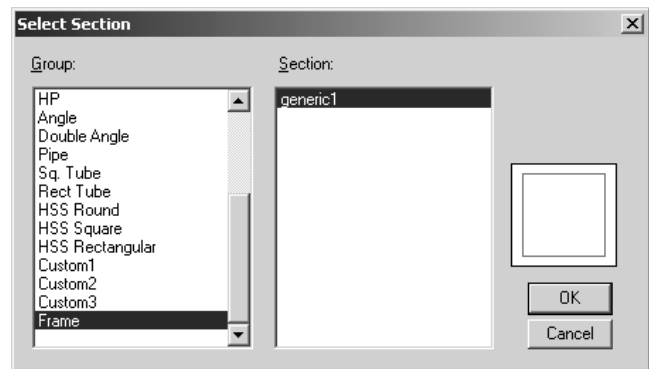 Select Section
Group:
Section:
HP
Angle
Double Angle
Pipe
Sq. Tube
Rect Tube
HSS Round
HSS Square
HSS Rectangular
Custom1
Custom2
Custom3
Frame
generic1
OK
Cancel